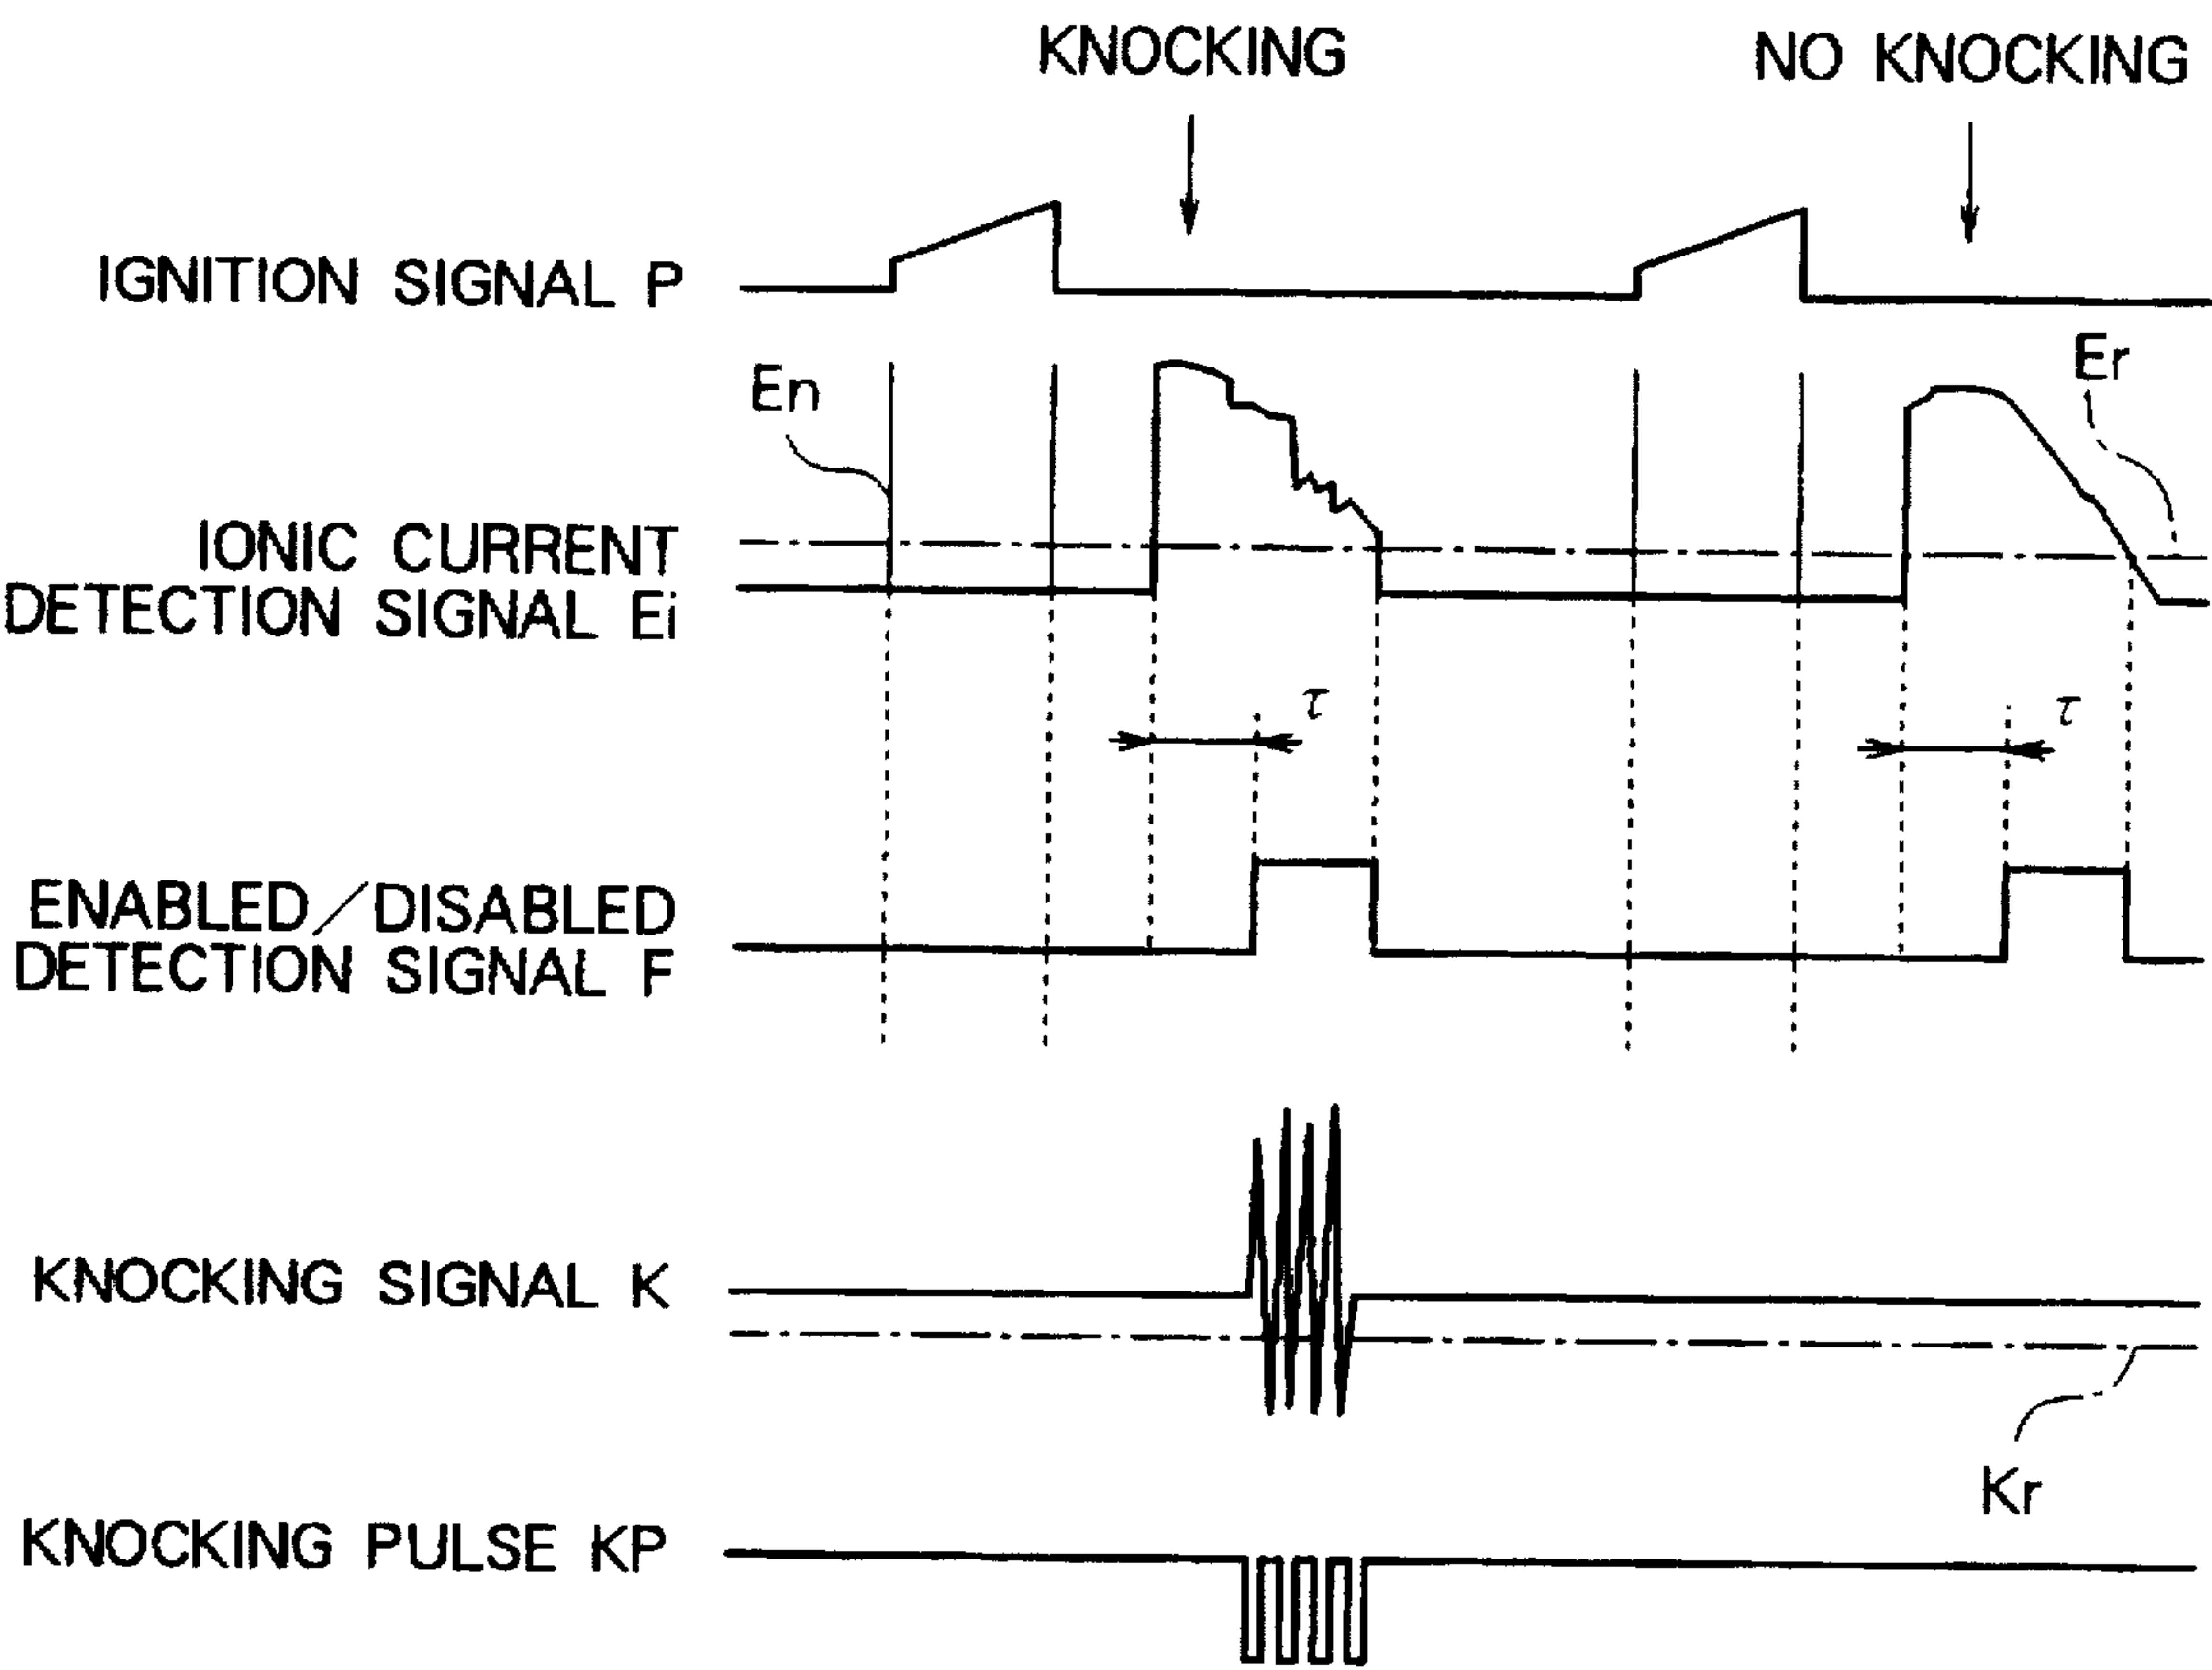 KNOCKING
NO KNOCKING
IGNITION SIGNAL P
En
Er
IONIC CURRENT
DETECTION SIGNAL Ei
τ
τ
ENABLED/DISABLED
DETECTION SIGNAL F
KNOCKING SIGNAL K
Kr
KNOCKING PULSE KP